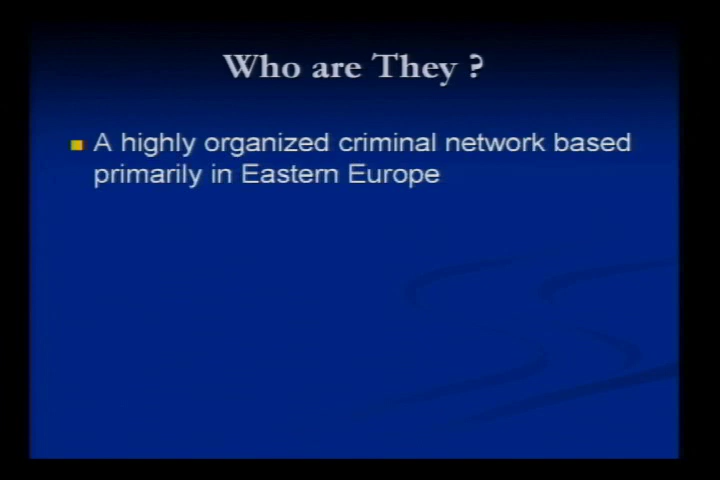 Who are They ?
A highly organized criminal network based
primarily in Eastern Europe